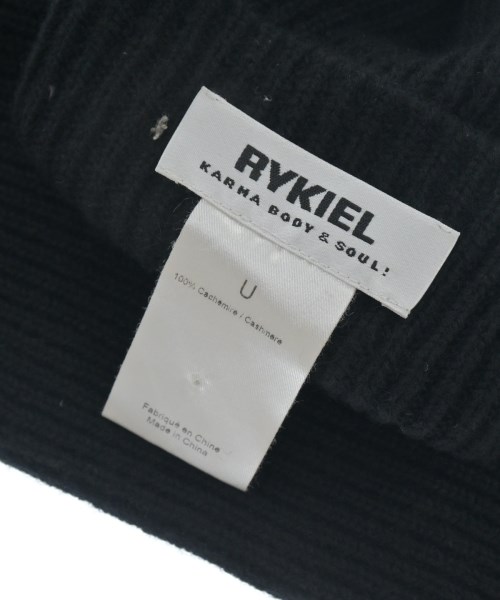 RYKIEL
KARMA BODY & SOUL!
U
100% Cachemire / Cashmere
Fabriqué en Chine
Made in China